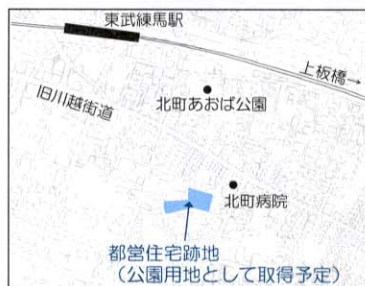 東武練馬駅
上板橋→
旧川越街道
北町あおば公園
北町病院
都営住宅跡地
（公園用地として取得予定）